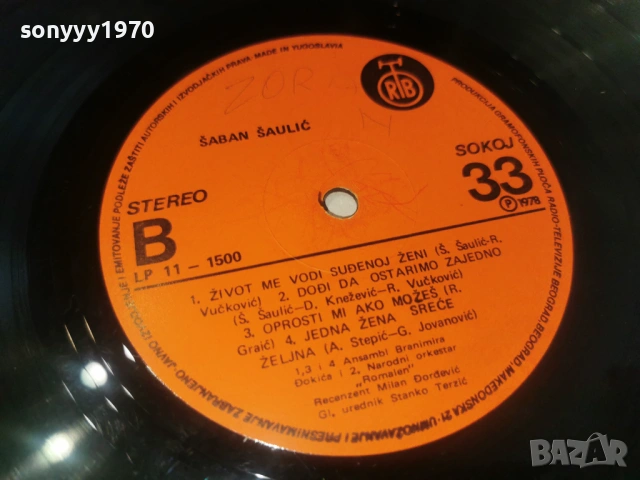 sonyyy1970
PRODUKCIJA GRAMOFONSKIH PLOČA RADIO-TELEVIZIJE BEOGRAD, BEOGRAD, MAKEDONSKA 21 · UMNOŽAVANJE I PRESNIMAVANJE ZABRANJENO. JAVNO IZVODJENJE I EMITOVANJE PODLEŽE ZAŠTITI AUTORSKIH I IZVODJAČKIH PRAVA · MADE IN YUGOSLAVIA
RTB
ZORA
ŠABAN ŠAULIĆ
STEREO
B
LP 11 - 1500
SOKOJ
33
Ⓟ 1978
1. ŽIVOT ME VODI SUĐENOJ ŽENI (Š. Šaulić-R.
Vučković) 2. DOĐI DA OSTARIMO ZAJEDNO
(Š. Šaulić-D. Knežević-R. Vučković)
3. OPROSTI MI AKO MOŽEŠ (R.
Graić) 4. JEDNA ŽENA SREĆE
ŽELJNA (A. Stepić-G. Jovanović)
1,3 i 4 Ansambl Branimira
Đokića i 2. Narodni orkestar
„Romalen"
Recenzent Milan Đorđević
Gl. urednik Stanko Terzić
BAZAR